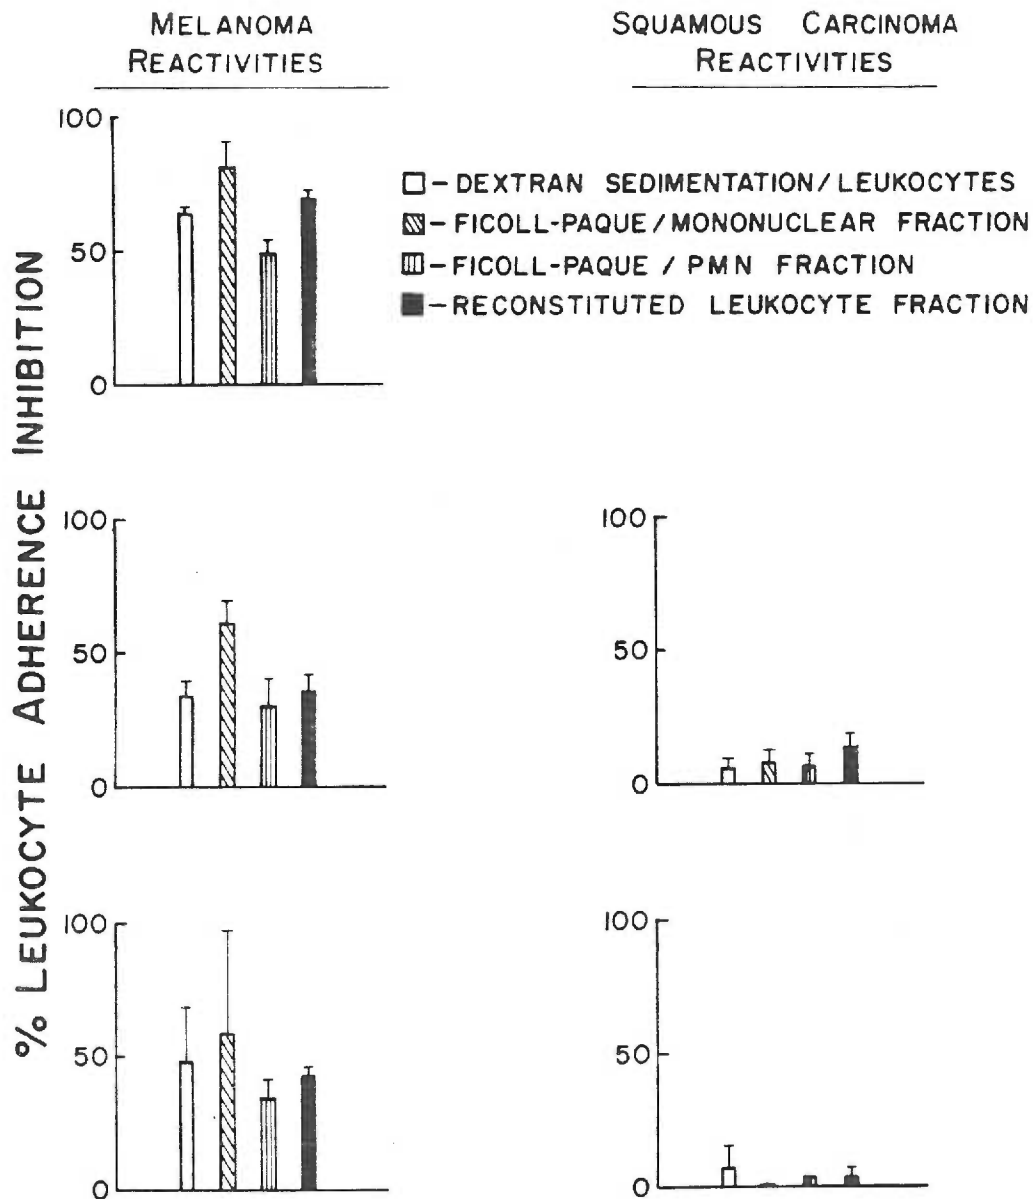 MELANOMA
REACTIVITIES
SQUAMOUS CARCINOMA
REACTIVITIES
% LEUKOCYTE ADHERENCE INHIBITION
100
50
0
□ - DEXTRAN SEDIMENTATION/LEUKOCYTES
- FICOLL-PAQUE/MONONUCLEAR FRACTION
- FICOLL-PAQUE / PMN FRACTION
- RECONSTITUTED LEUKOCYTE FRACTION
100
50
0
100
50
0
100
50
0
100
50
0